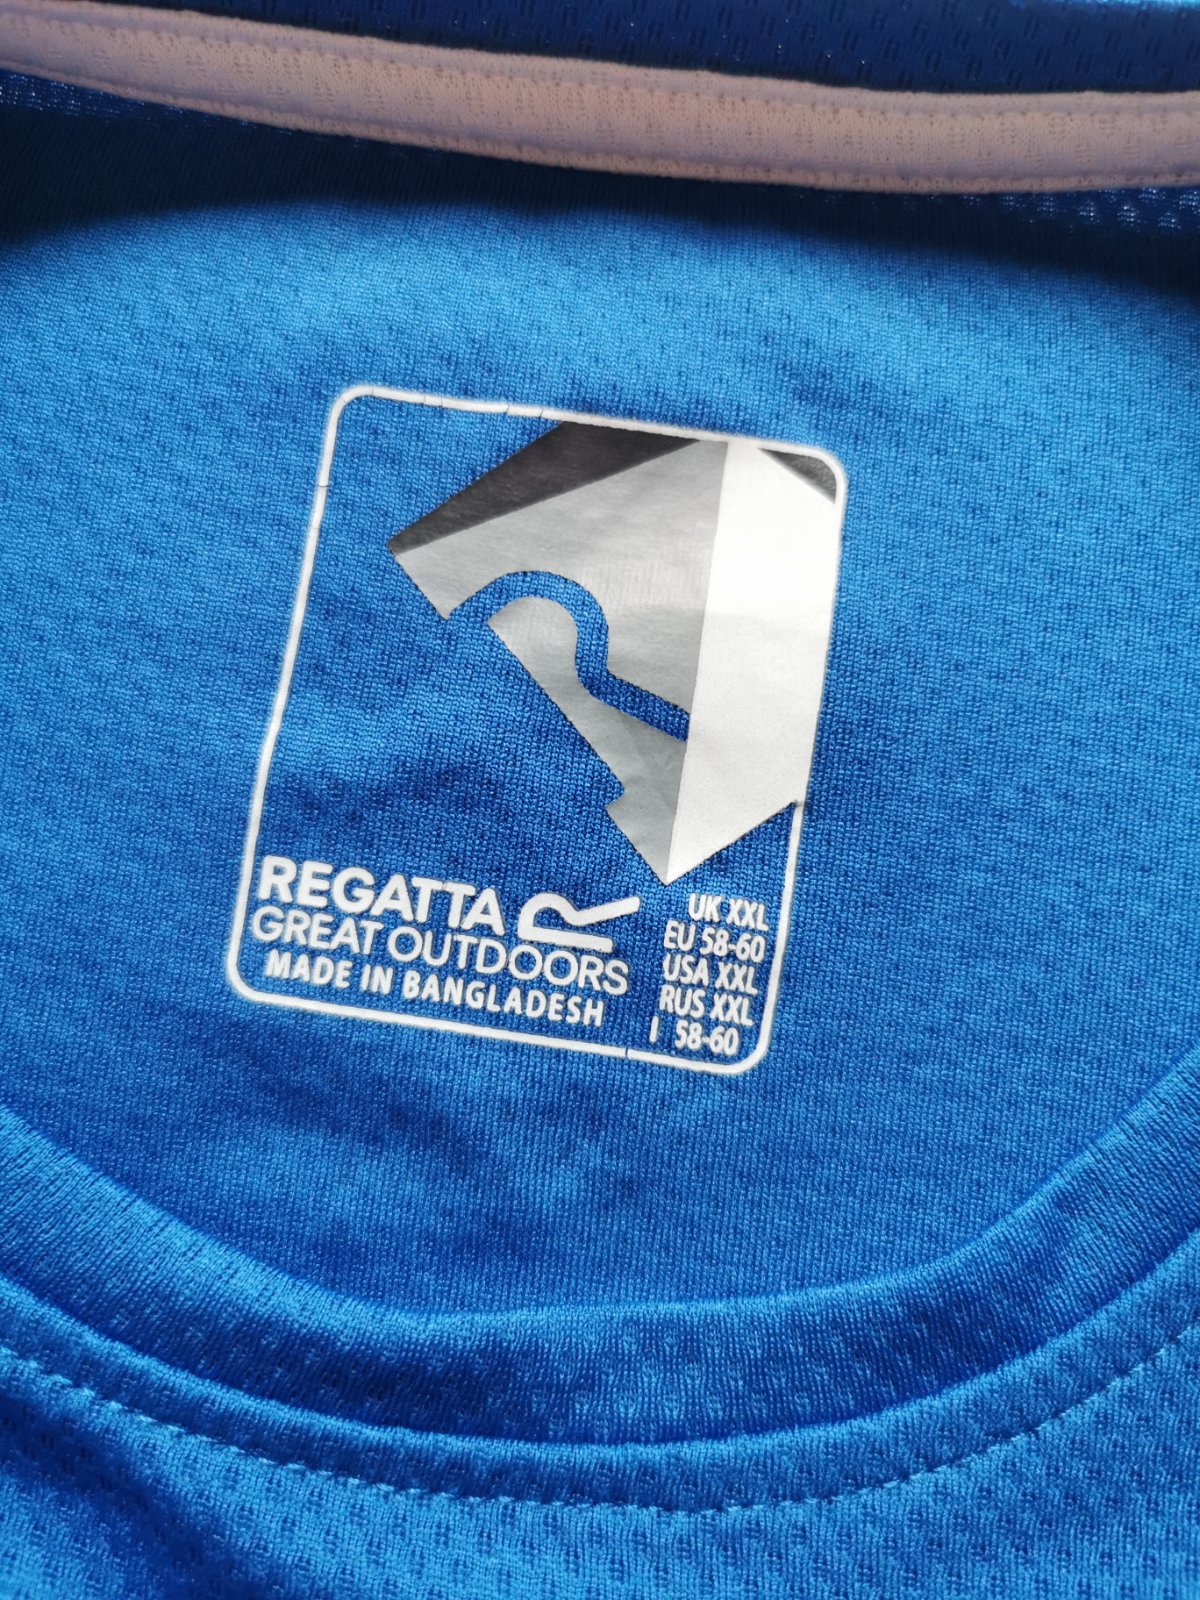 REGATTA
GREAT OUTDOORS
MADE IN BANGLADESH
UK XXL
EU 58-60
USA XXL
RUS XXL
I 58-60